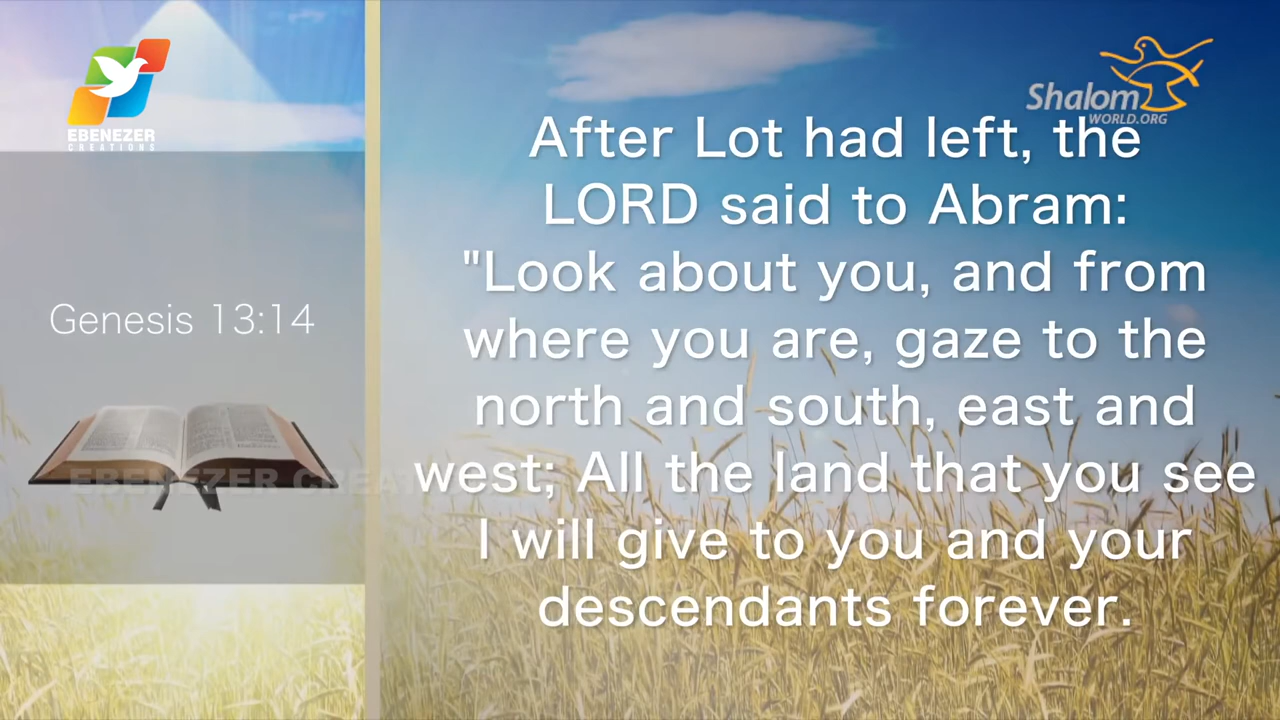 EBENEZER
CREATIONS
Genesis 13:14
Shalom
WORLD.ORG
After Lot had left, the
LORD said to Abram:
"Look about you, and from
where you are, gaze to the
north and south, east and
west; All the land that you see
I will give to you and your
descendants forever.